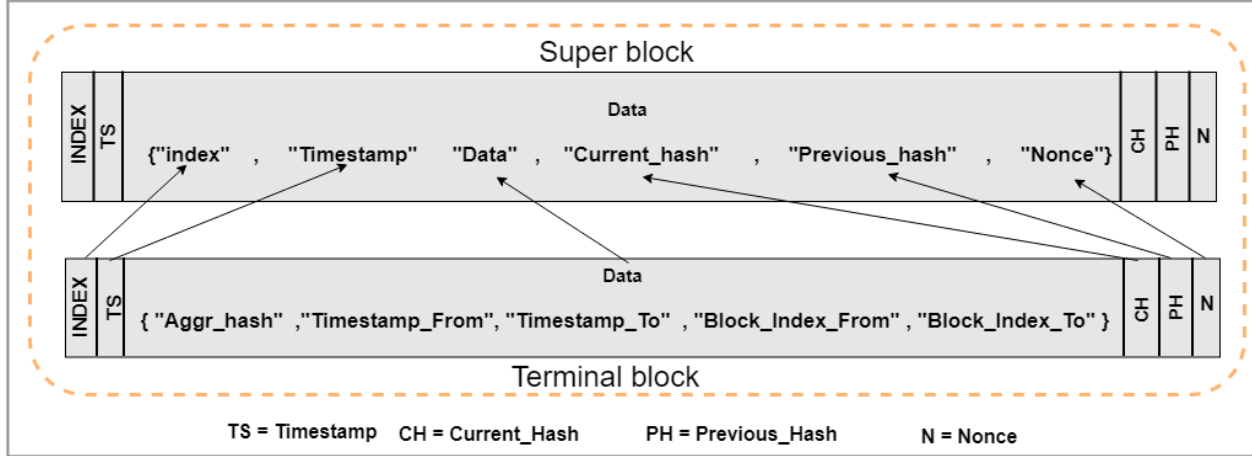 Super block
INDEX
TS
Data
{"index" , "Timestamp" "Data" , "Current_hash" , "Previous_hash" , "Nonce"}
CH
PH
N
INDEX
TS
Data
{ "Aggr_hash" ,"Timestamp_From", "Timestamp_To" , "Block_Index_From" , "Block_Index_To" }
CH
PH
N
Terminal block
TS = Timestamp CH = Current_Hash PH = Previous_Hash N = Nonce